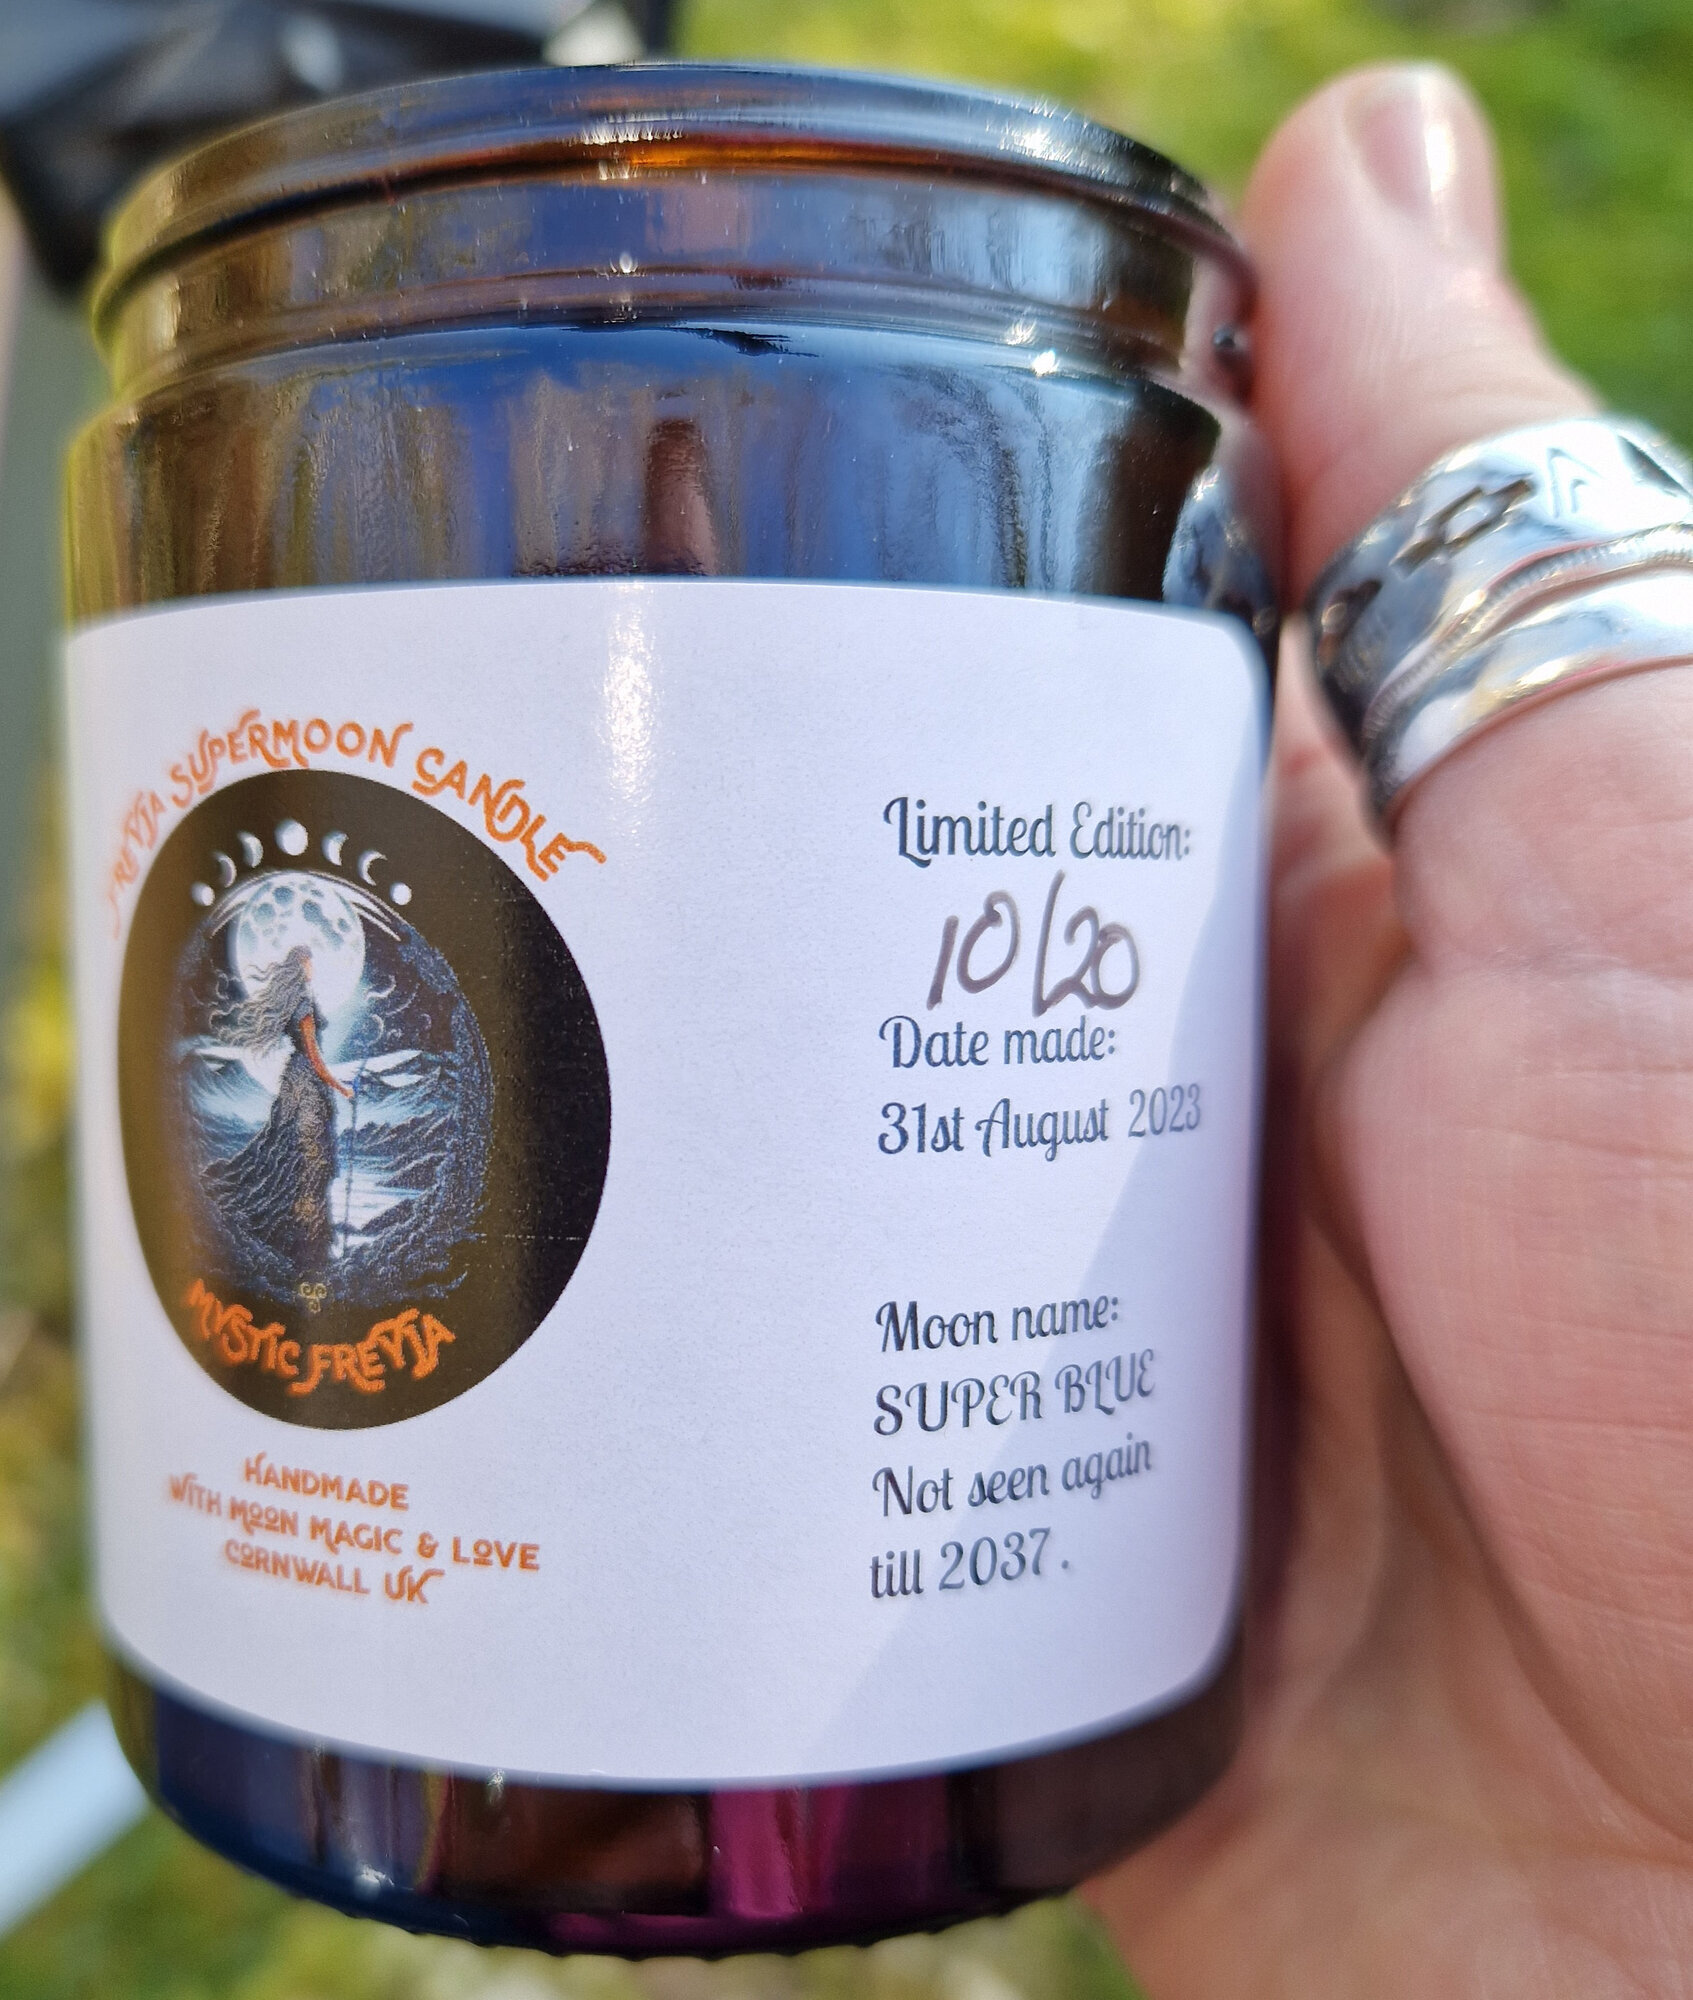 FREYJA SUPERMOON CANDLE
MYSTIC FREYJA
HANDMADE
WITH MOON MAGIC & LOVE
CORNWALL UK
Limited Edition:
10/20
Date made:
31st August 2023
Moon name:
SUPER BLUE
Not seen again
till 2037.